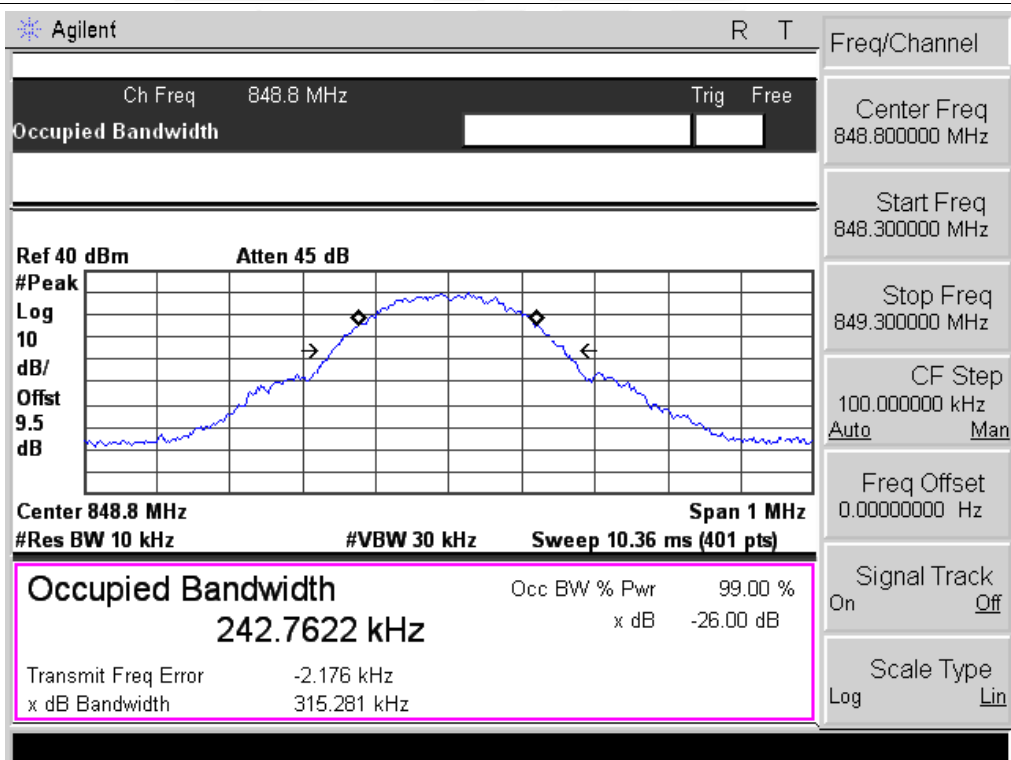 Agilent R T
Ch Freq 848.8 MHz Trig Free
Occupied Bandwidth
Ref 40 dBm Atten 45 dB
#Peak
Log
10
dB/
Offst
9.5
dB
Center 848.8 MHz Span 1 MHz
#Res BW 10 kHz #VBW 30 kHz Sweep 10.36 ms (401 pts)
Occupied Bandwidth
242.7622 kHz
Occ BW % Pwr 99.00 %
x dB -26.00 dB
Transmit Freq Error -2.176 kHz
x dB Bandwidth 315.281 kHz
Freq/Channel
Center Freq
848.800000 MHz
Start Freq
848.300000 MHz
Stop Freq
849.300000 MHz
CF Step
100.000000 kHz
Auto Man
Freq Offset
0.00000000 Hz
Signal Track
On Off
Scale Type
Log Lin